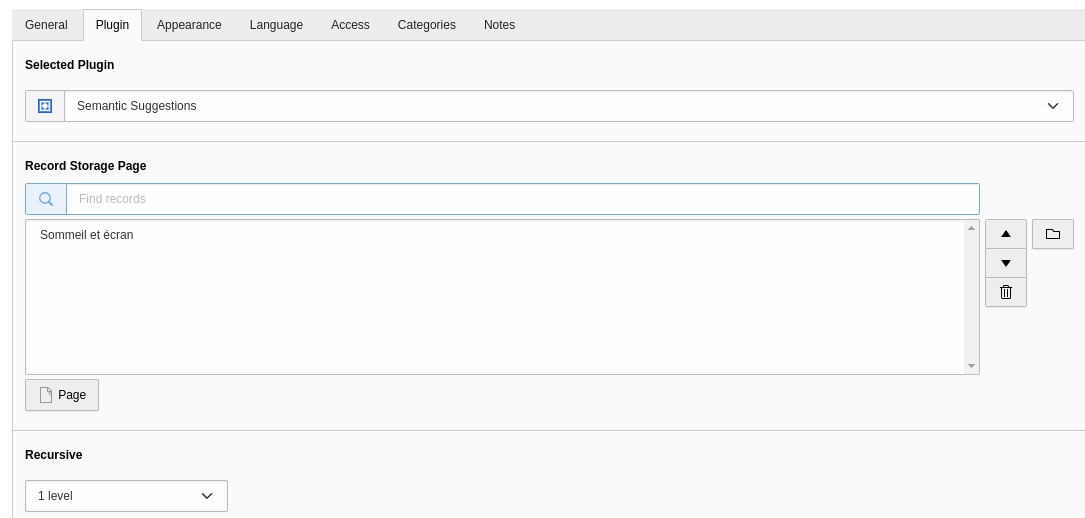 General Plugin Appearance Language Access Categories Notes
Selected Plugin
Semantic Suggestions
Record Storage Page
Find records
Sommeil et écran
Page
Recursive
1 level